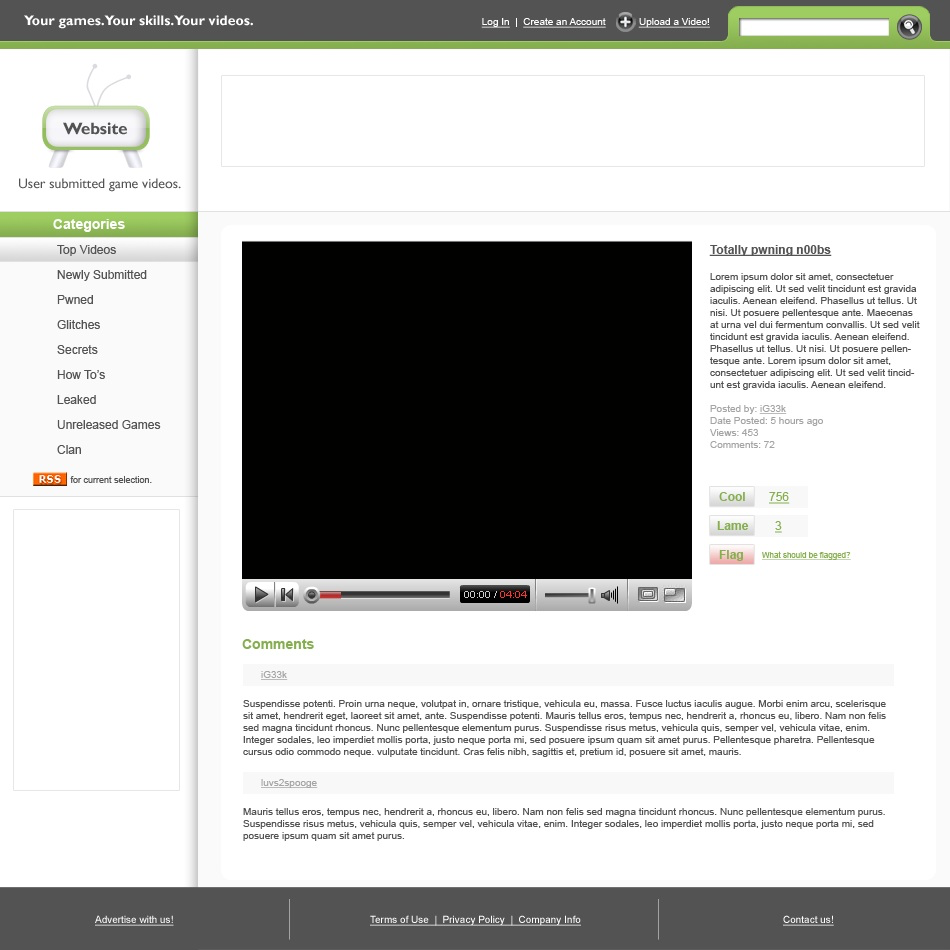 Your games.Your skills.Your videos.
Log In | Create an Account Upload a Video!
Website
User submitted game videos.
Categories
Top Videos
Newly Submitted
Pwned
Glitches
Secrets
How To's
Leaked
Unreleased Games
Clan
RSS for current selection.
Totally pwning n00bs
Lorem ipsum dolor sit amet, consectetuer
adipiscing elit. Ut sed velit tincidunt est gravida
iaculis. Aenean eleifend. Phasellus ut tellus. Ut
nisi. Ut posuere pellentesque ante. Maecenas
at urna vel dui fermentum convallis. Ut sed velit
tincidunt est gravida iaculis. Aenean eleifend.
Phasellus ut tellus. Ut nisi. Ut posuere pellen-
tesque ante. Lorem ipsum dolor sit amet,
consectetuer adipiscing elit. Ut sed velit tincid-
unt est gravida iaculis. Aenean eleifend.
Posted by: iG33k
Date Posted: 5 hours ago
Views: 453
Comments: 72
Cool 756
Lame 3
Flag What should be flagged?
00:00 / 04:04
Comments
iG33k
Suspendisse potenti. Proin urna neque, volutpat in, ornare tristique, vehicula eu, massa. Fusce luctus iaculis augue. Morbi enim arcu, scelerisque
sit amet, hendrerit eget, laoreet sit amet, ante. Suspendisse potenti. Mauris tellus eros, tempus nec, hendrerit a, rhoncus eu, libero. Nam non felis
sed magna tincidunt rhoncus. Nunc pellentesque elementum purus. Suspendisse risus metus, vehicula quis, semper vel, vehicula vitae, enim.
Integer sodales, leo imperdiet mollis porta, justo neque porta mi, sed posuere ipsum quam sit amet purus. Pellentesque pharetra. Pellentesque
cursus odio commodo neque. vulputate tincidunt. Cras felis nibh, sagittis et, pretium id, posuere sit amet, mauris.
luvs2spooge
Mauris tellus eros, tempus nec, hendrerit a, rhoncus eu, libero. Nam non felis sed magna tincidunt rhoncus. Nunc pellentesque elementum purus.
Suspendisse risus metus, vehicula quis, semper vel, vehicula vitae, enim. Integer sodales, leo imperdiet mollis porta, justo neque porta mi, sed
posuere ipsum quam sit amet purus.
Advertise with us!
Terms of Use | Privacy Policy | Company Info
Contact us!